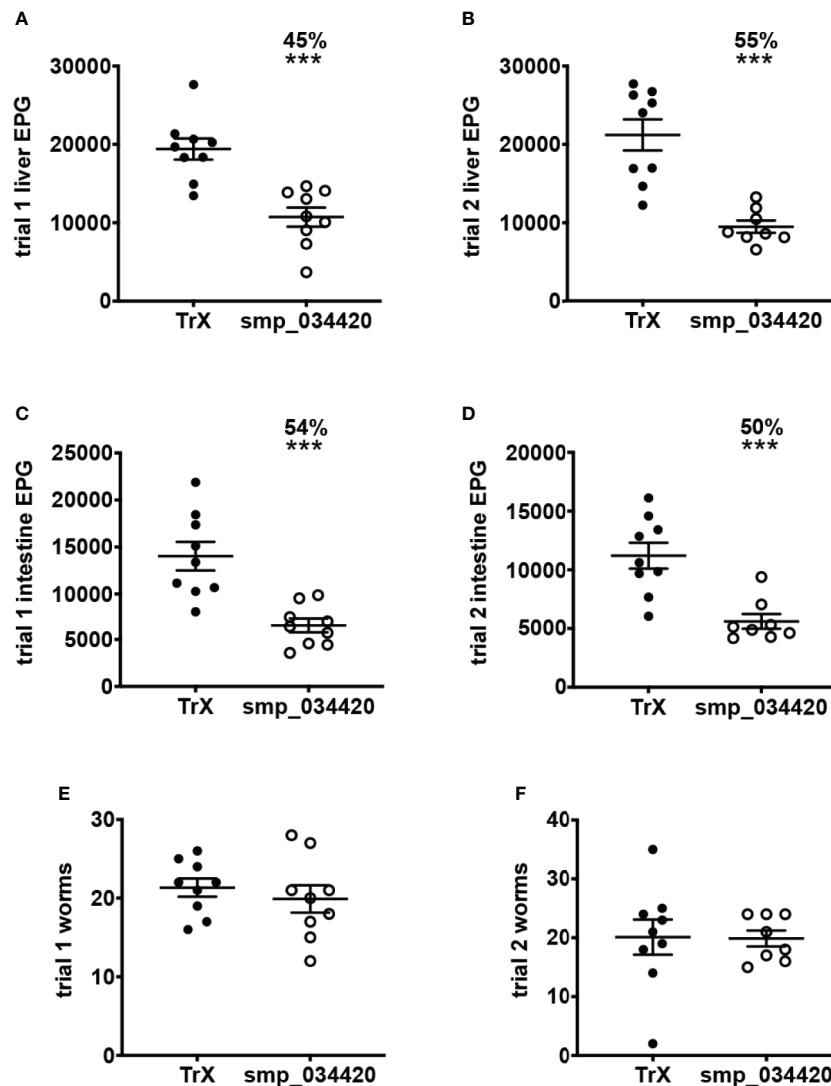 A
45%
***
trial 1 liver EPG
30000
20000
10000
0
TrX smp_034420
B
55%
***
trial 2 liver EPG
30000
20000
10000
0
TrX smp_034420
C
54%
***
trial 1 intestine EPG
25000
20000
15000
10000
5000
0
TrX smp_034420
D
50%
***
trial 2 intestine EPG
20000
15000
10000
5000
0
TrX smp_034420
E
trial 1 worms
30
20
10
0
TrX smp_034420
F
trial 2 worms
40
30
20
10
0
TrX smp_034420